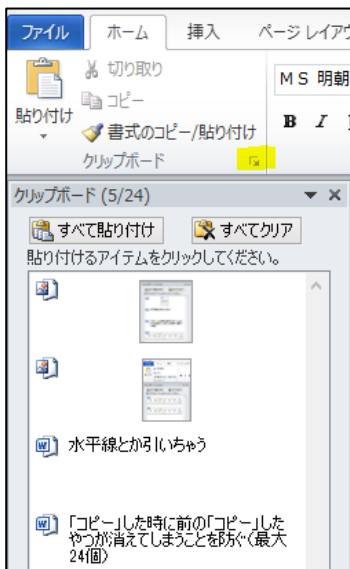 ファイル ホーム 挿入 ページ レイアウ
切り取り
コピー
貼り付け
書式のコピー/貼り付け
ＭＳ 明朝
B I
クリップボード
クリップボード (5/24)
すべて貼り付け すべてクリア
貼り付けるアイテムをクリックしてください。
水平線とか引いちゃう
「コピー」した時に前の「コピー」した
やつが消えてしまうことを防ぐ(最大
24個)